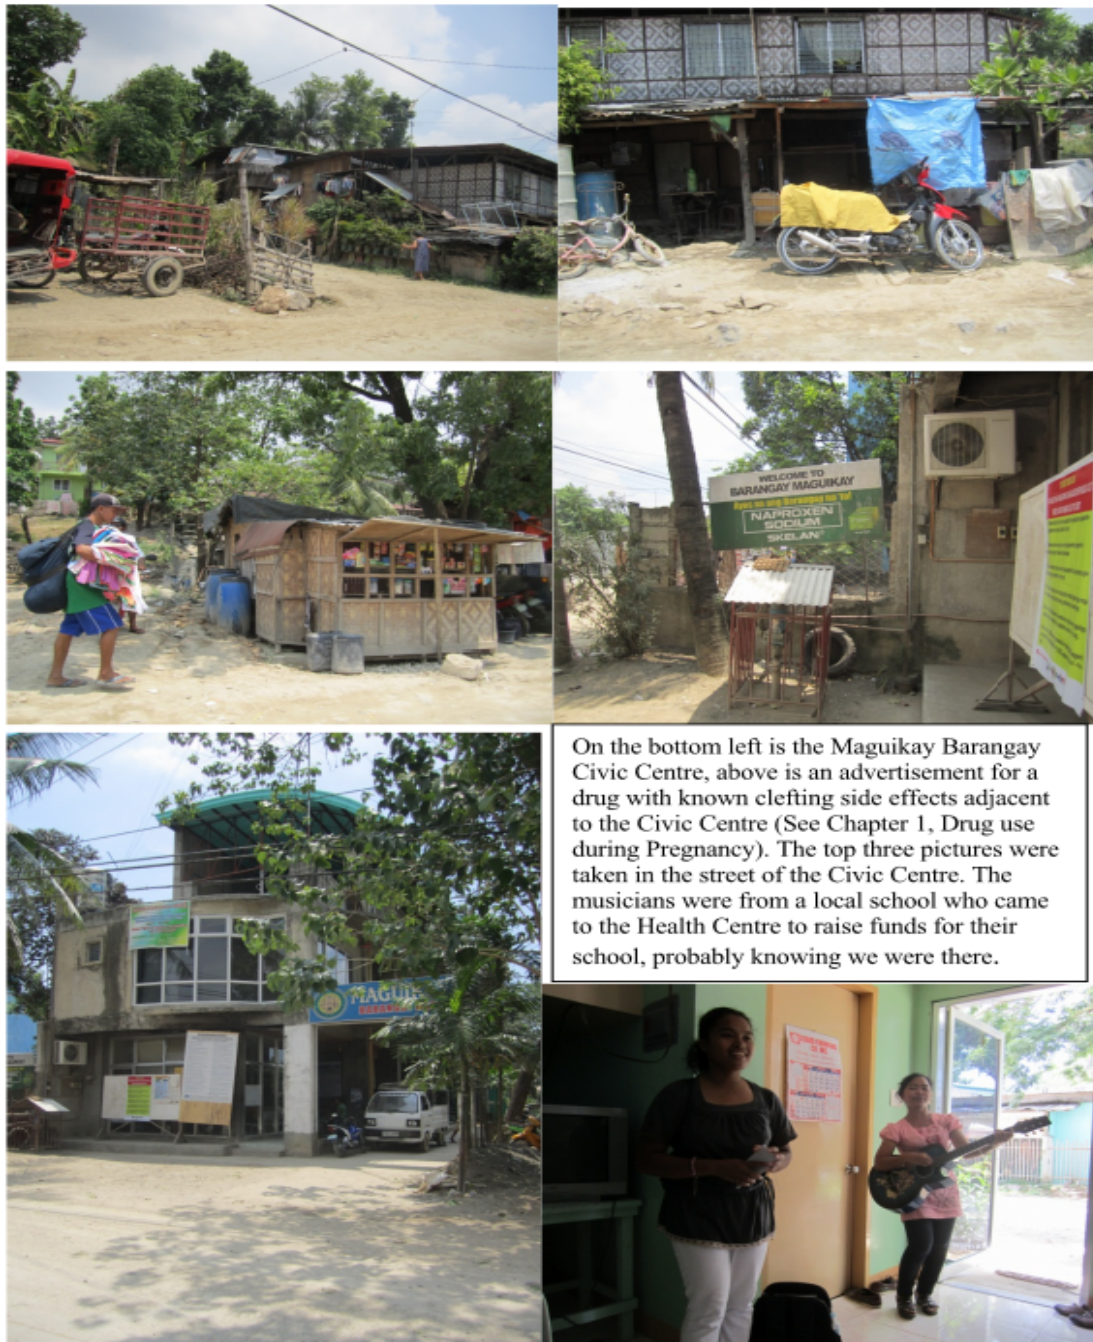 WELCOME TO
BARANGAY MAGUIKAY
NAPROXEN
SODIUM
SKELAN
On the bottom left is the Maguikay Barangay
Civic Centre, above is an advertisement for a
drug with known clefting side effects adjacent
to the Civic Centre (See Chapter 1, Drug use
during Pregnancy). The top three pictures were
taken in the street of the Civic Centre. The
musicians were from a local school who came
to the Health Centre to raise funds for their
school, probably knowing we were there.